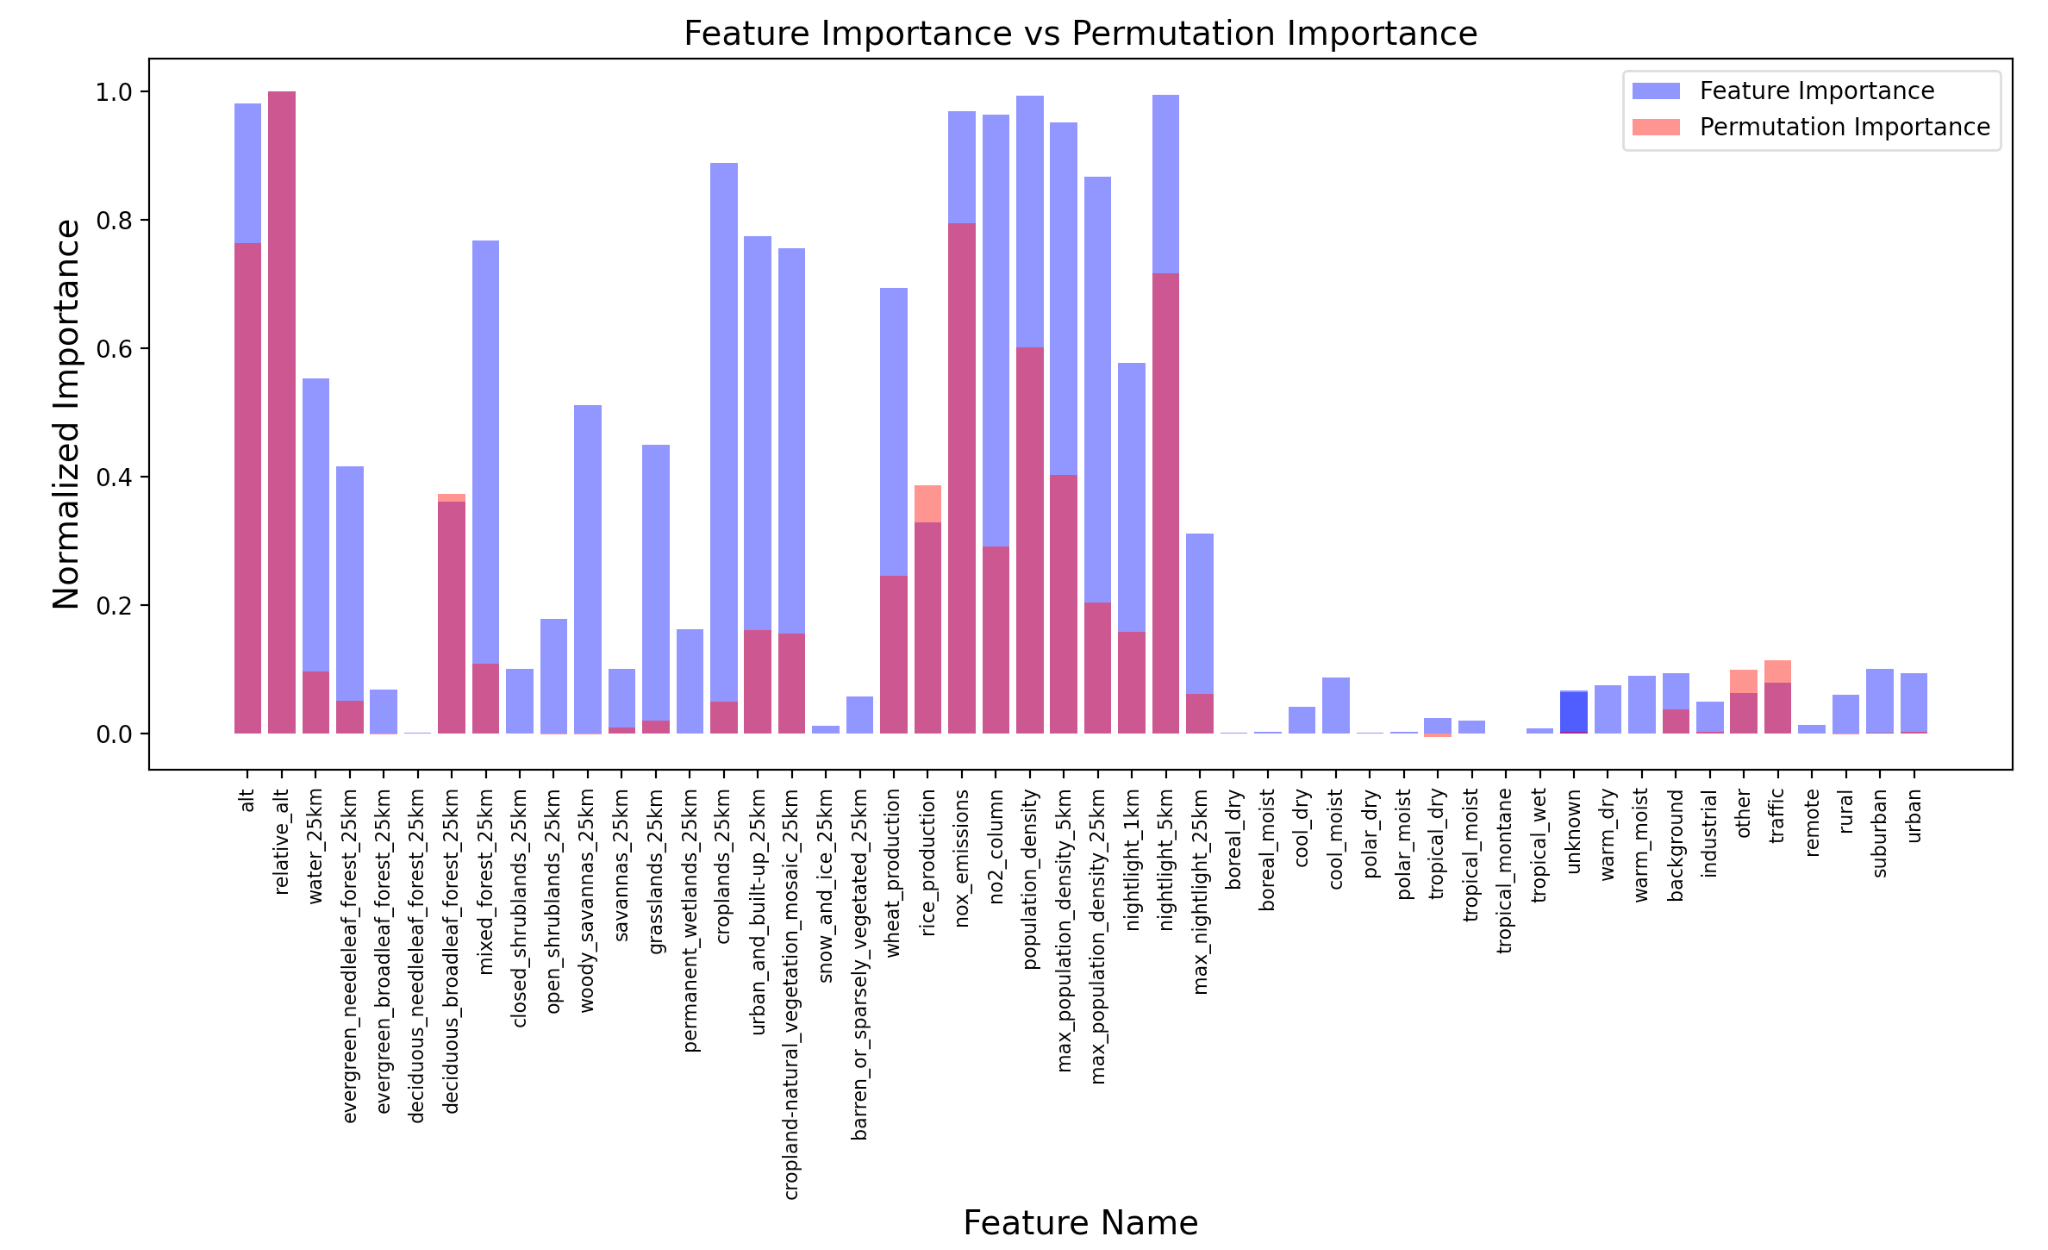 Feature Importance vs Permutation Importance
Feature Importance
Permutation Importance
Normalized Importance
1.0
0.8
0.6
0.4
0.2
0.0
alt
relative_alt
water_25km
evergreen_needleleaf_forest_25km
evergreen_broadleaf_forest_25km
deciduous_needleleaf_forest_25km
deciduous_broadleaf_forest_25km
mixed_forest_25km
closed_shrublands_25km
open_shrublands_25km
woody_savannas_25km
savannas_25km
grasslands_25km
permanent_wetlands_25km
croplands_25km
urban_and_built-up_25km
cropland-natural_vegetation_mosaic_25km
snow_and_ice_25km
barren_or_sparsely_vegetated_25km
wheat_production
rice_production
nox_emissions
no2_column
population_density
max_population_density_5km
max_population_density_25km
nightlight_1km
nightlight_5km
max_nightlight_25km
boreal_dry
boreal_moist
cool_dry
cool_moist
polar_dry
polar_moist
tropical_dry
tropical_moist
tropical_montane
tropical_wet
unknown
warm_dry
warm_moist
background
industrial
other
traffic
remote
rural
suburban
urban
Feature Name